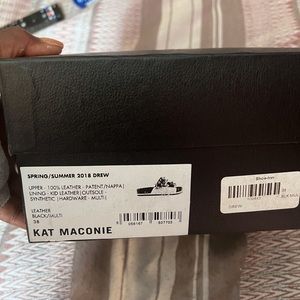 SPRING/SUMMER 2018 DREW
UPPER - 100% LEATHER - PATENT/NAPPA|
LINING - KID LEATHER|OUTSOLE -
SYNTHETIC |HARDWARE - MULTI|
LEATHER
BLACK/MULTI
38
KAT MACONIE
DREW
38